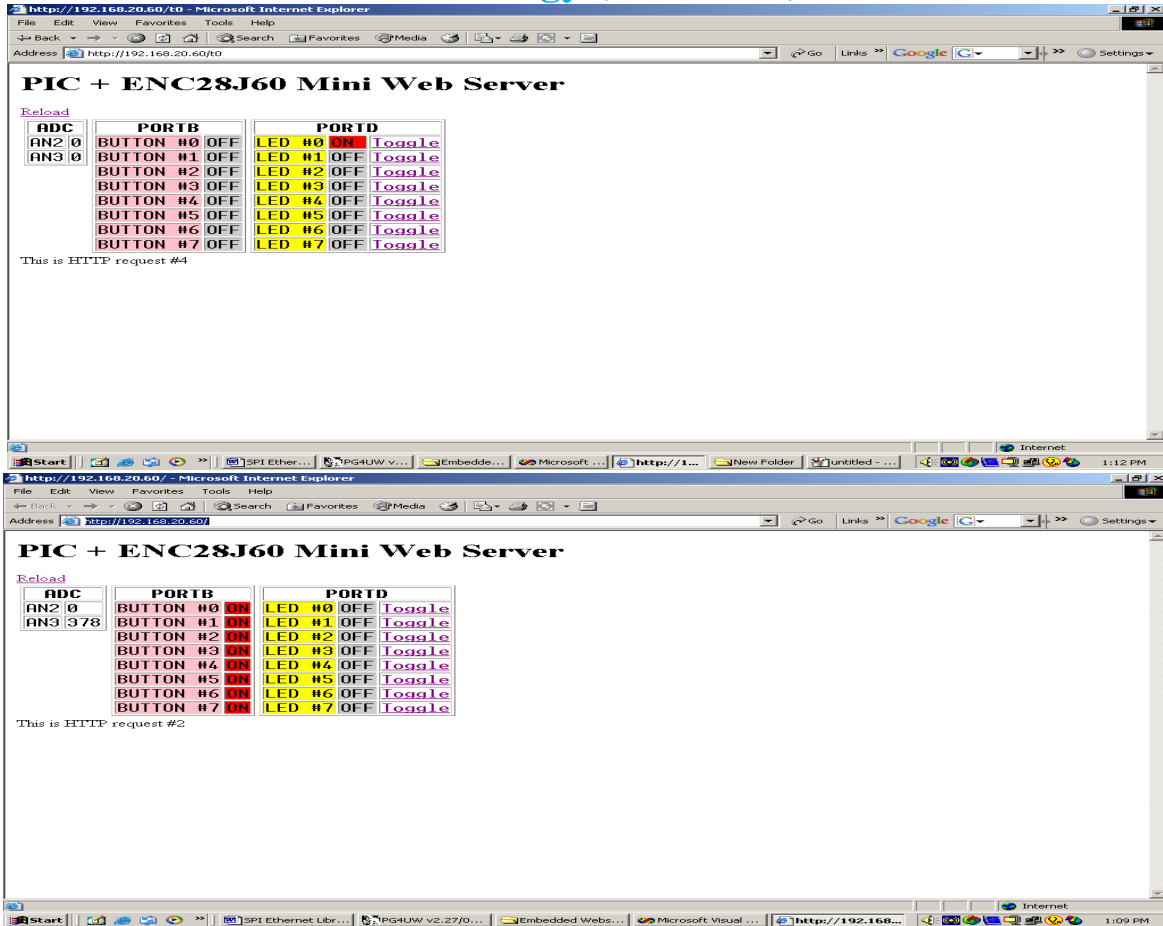 http://192.168.20.60/t0 - Microsoft Internet Explorer
File Edit View Favorites Tools Help
Back Search Favorites Media
Address http://192.168.20.60/t0 Go Links » Google G Settings
PIC + ENC28J60 Mini Web Server
Reload
ADC PORTB PORTD
AN2 0 BUTTON #0 OFF LED #0 ON Toggle
AN3 0 BUTTON #1 OFF LED #1 OFF Toggle
BUTTON #2 OFF LED #2 OFF Toggle
BUTTON #3 OFF LED #3 OFF Toggle
BUTTON #4 OFF LED #4 OFF Toggle
BUTTON #5 OFF LED #5 OFF Toggle
BUTTON #6 OFF LED #6 OFF Toggle
BUTTON #7 OFF LED #7 OFF Toggle
This is HTTP request #4
Internet
Start » SPI Ether... PG4UW v... Embedde... Microsoft ... http://1... New Folder untitled - ... 1:12 PM
http://192.168.20.60/ - Microsoft Internet Explorer
File Edit View Favorites Tools Help
Back Search Favorites Media
Address http://192.168.20.60/ Go Links » Google G Settings
PIC + ENC28J60 Mini Web Server
Reload
ADC PORTB PORTD
AN2 0 BUTTON #0 ON LED #0 OFF Toggle
AN3 378 BUTTON #1 ON LED #1 OFF Toggle
BUTTON #2 ON LED #2 OFF Toggle
BUTTON #3 ON LED #3 OFF Toggle
BUTTON #4 ON LED #4 OFF Toggle
BUTTON #5 ON LED #5 OFF Toggle
BUTTON #6 ON LED #6 OFF Toggle
BUTTON #7 ON LED #7 OFF Toggle
This is HTTP request #2
Internet
Start » SPI Ethernet Libr... PG4UW v2.27/0... Embedded Webs... Microsoft Visual ... http://192.168... 1:09 PM